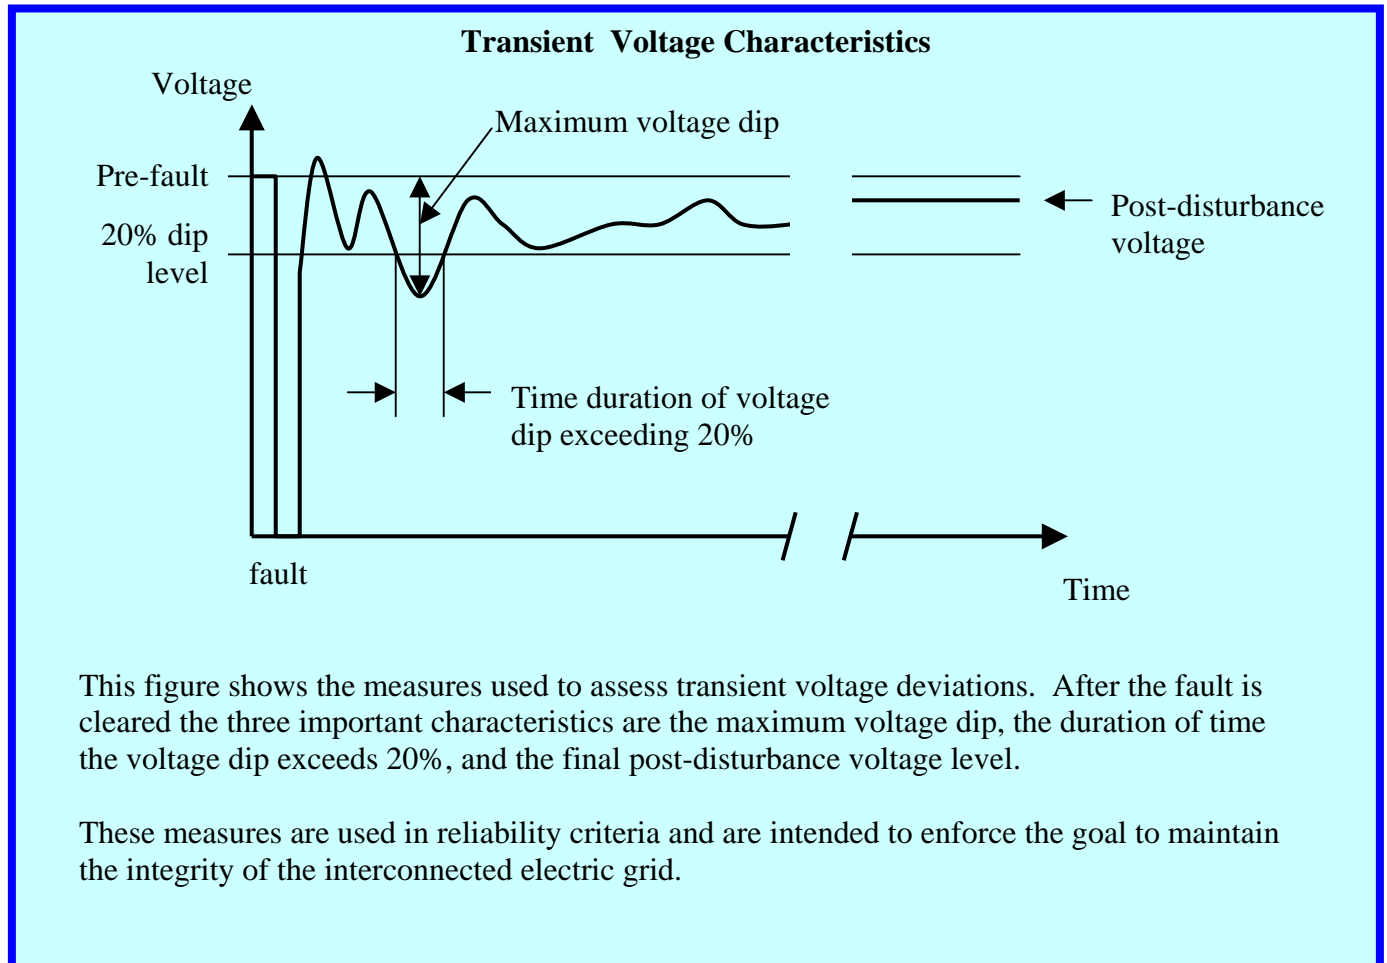 Transient Voltage Characteristics
Voltage
Maximum voltage dip
Pre-fault
20% dip
level
Post-disturbance
voltage
Time duration of voltage
dip exceeding 20%
fault
Time
This figure shows the measures used to assess transient voltage deviations. After the fault is
cleared the three important characteristics are the maximum voltage dip, the duration of time
the voltage dip exceeds 20%, and the final post-disturbance voltage level.
These measures are used in reliability criteria and are intended to enforce the goal to maintain
the integrity of the interconnected electric grid.